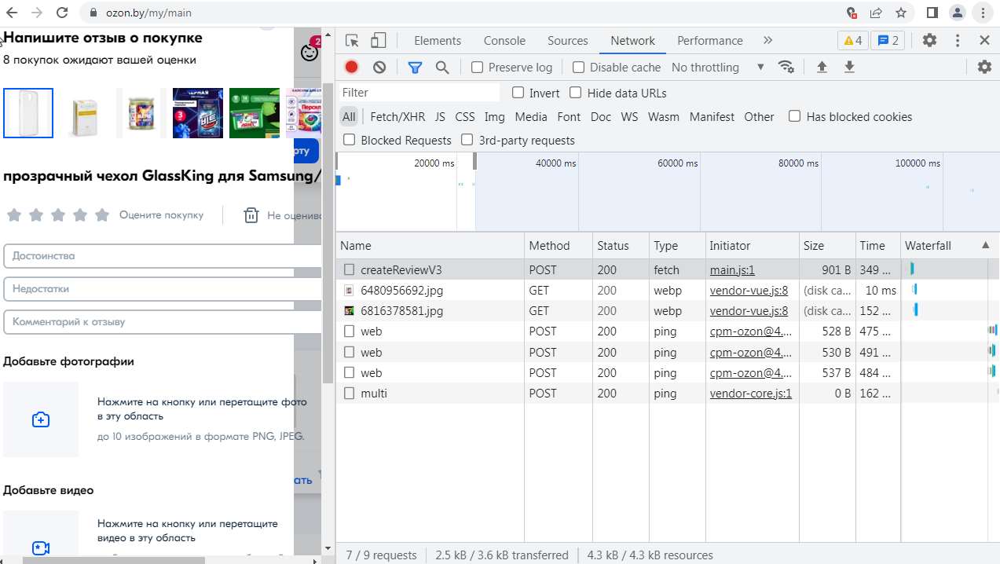 ozon.by/my/main
Напишите отзыв о покупке
8 покупок ожидают вашей оценки
2
ЧЕРНАЯ
3
BTE
ARIEL
КАПСУЛЫ ДЛЯ СТ
Персил
рту
прозрачный чехол GlassKing для Samsung/
Оцените покупку
Не оценива
Достоинства
Недостатки
Комментарий к отзыву
Добавьте фотографии
Нажмите на кнопку или перетащите фото
в эту область
до 10 изображений в формате PNG, JPEG.
ать
Добавьте видео
Нажмите на кнопку или перетащите
видео в эту область
Elements Console Sources Network Performance
4 2
Preserve log Disable cache No throttling
Filter Invert Hide data URLs
All Fetch/XHR JS CSS Img Media Font Doc WS Wasm Manifest Other Has blocked cookies
Blocked Requests 3rd-party requests
20000 ms 40000 ms 60000 ms 80000 ms 100000 ms
Name Method Status Type Initiator Size Time Waterfall
createReviewV3 POST 200 fetch main.js:1 901 B 349 ...
6480956692.jpg GET 200 webp vendor-vue.js:8 (disk ca... 10 ms
6816378581.jpg GET 200 webp vendor-vue.js:8 (disk ca... 152 ...
web POST 200 ping cpm-ozon@4.... 528 B 475 ...
web POST 200 ping cpm-ozon@4.... 530 B 491 ...
web POST 200 ping cpm-ozon@4.... 537 B 484 ...
multi POST 200 ping vendor-core.js:1 0 B 162 ...
7 / 9 requests 2.5 kB / 3.6 kB transferred 4.3 kB / 4.3 kB resources